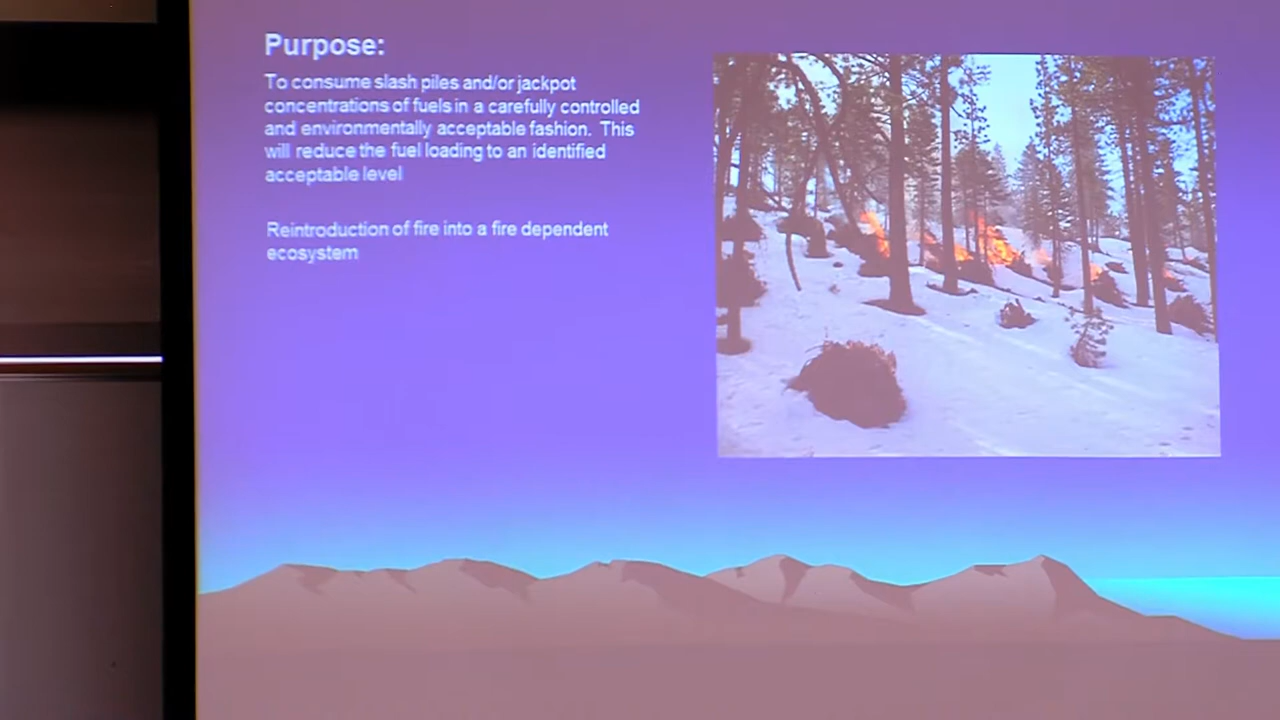 Purpose:
To consume slash piles and/or jackpot
concentrations of fuels in a carefully controlled
and environmentally acceptable fashion.  This
will reduce the fuel loading to an identified
acceptable level
Reintroduction of fire into a fire dependent
ecosystem